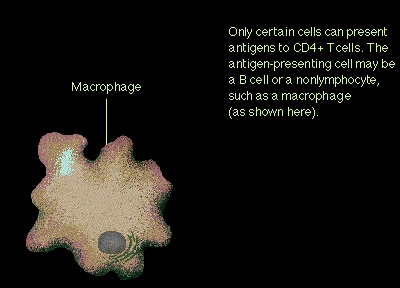 Only certain cells can present
antigens to CD4+ T cells. The
antigen-presenting cell may be
a B cell or a nonlymphocyte,
such as a macrophage
(as shown here).
Macrophage